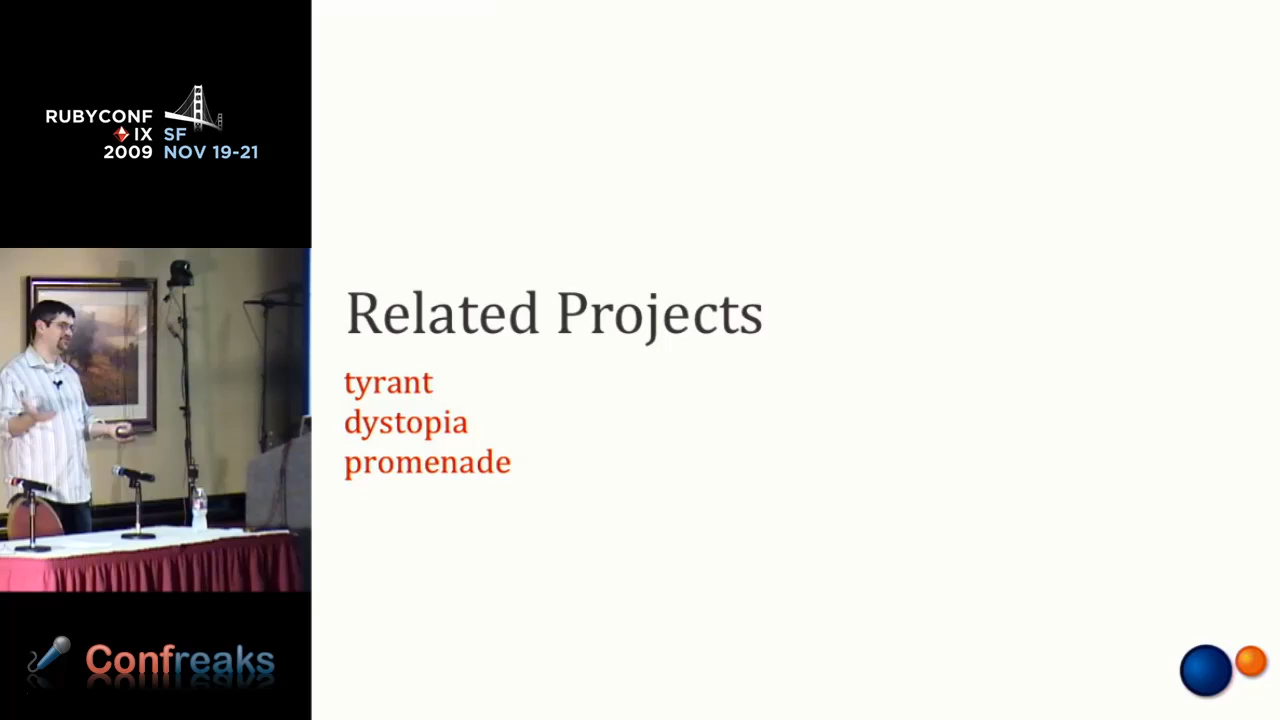 RUBYCONF
IX SF
2009 NOV 19-21
Related Projects
tyrant
dystopia
promenade
Confreaks